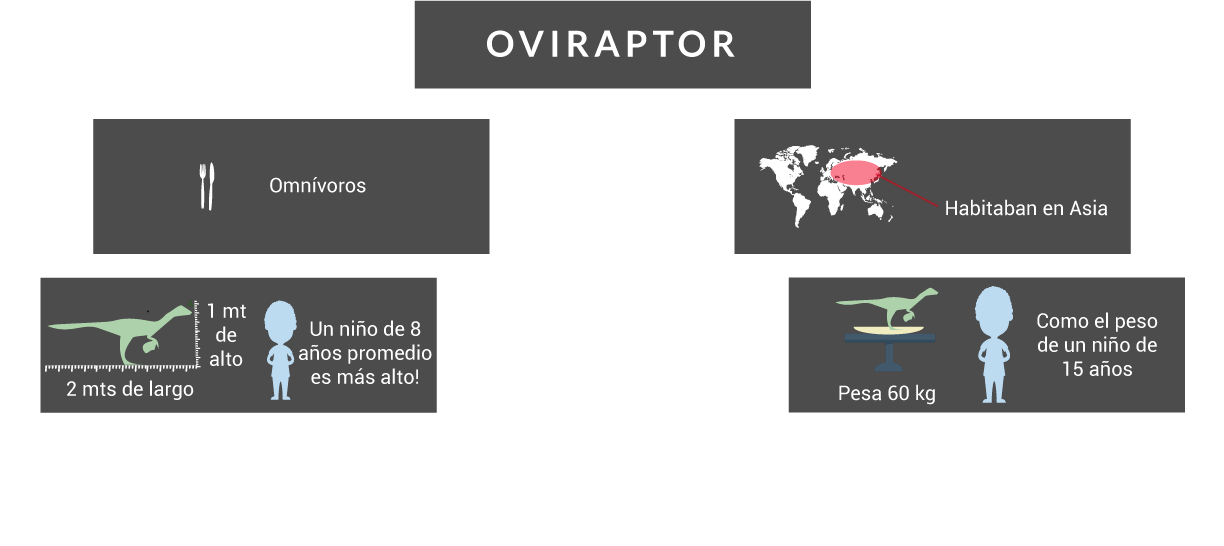 OVIRAPTOR
Omnívoros
Habitaban en Asia
1 mt
de
alto
2 mts de largo
Un niño de 8
años promedio
es más alto!
Pesa 60 kg
Como el peso
de un niño de
15 años